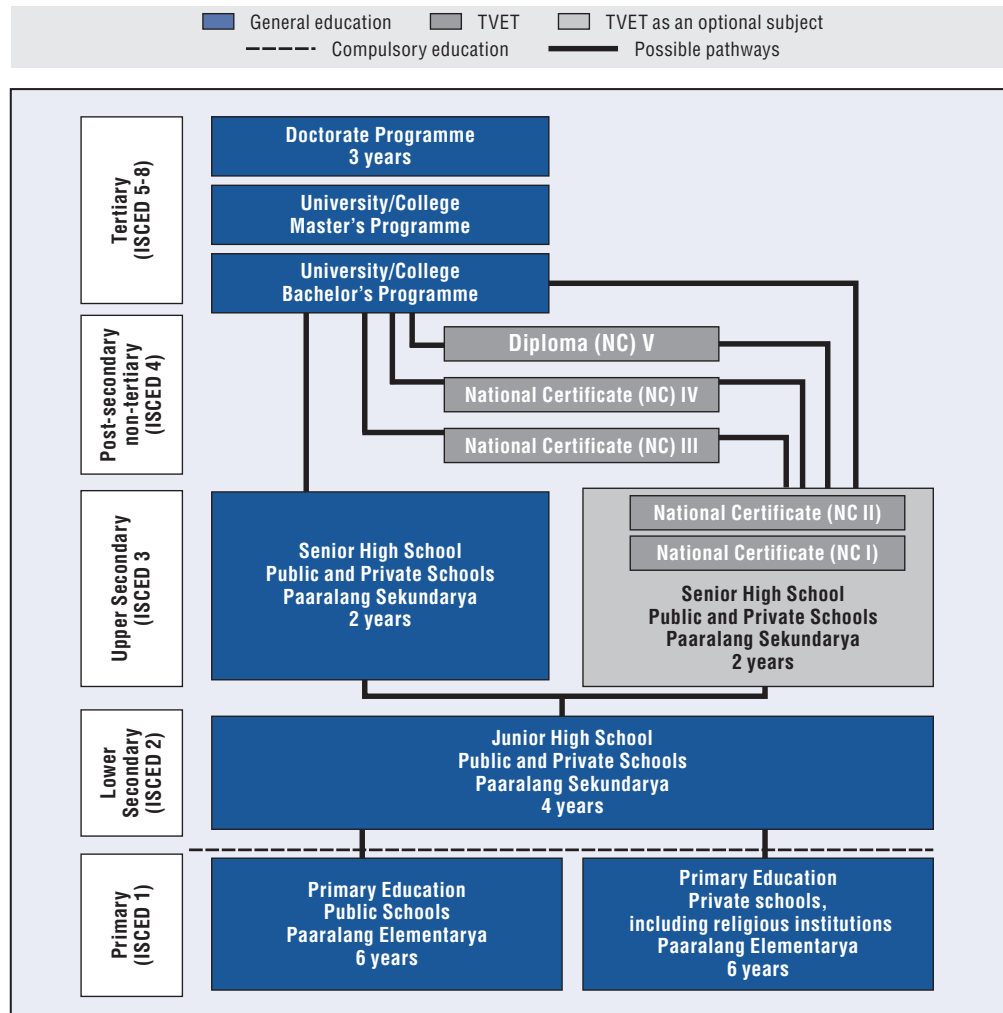 General education TVET TVET as an optional subject
Compulsory education Possible pathways
Tertiary
(ISCED 5-8)
Doctorate Programme
3 years
University/College
Master's Programme
University/College
Bachelor's Programme
Post-secondary
non-tertiary
(ISCED 4)
Diploma (NC) V
National Certificate (NC) IV
National Certificate (NC) III
Upper Secondary
(ISCED 3
Senior High School
Public and Private Schools
Paaralang Sekundarya
2 years
National Certificate (NC II)
National Certificate (NC I)
Senior High School
Public and Private Schools
Paaralang Sekundarya
2 years
Lower
Secondary
(ISCED 2)
Junior High School
Public and Private Schools
Paaralang Sekundarya
4 years
Primary
(ISCED 1)
Primary Education
Public Schools
Paaralang Elementarya
6 years
Primary Education
Private schools,
including religious institutions
Paaralang Elementarya
6 years